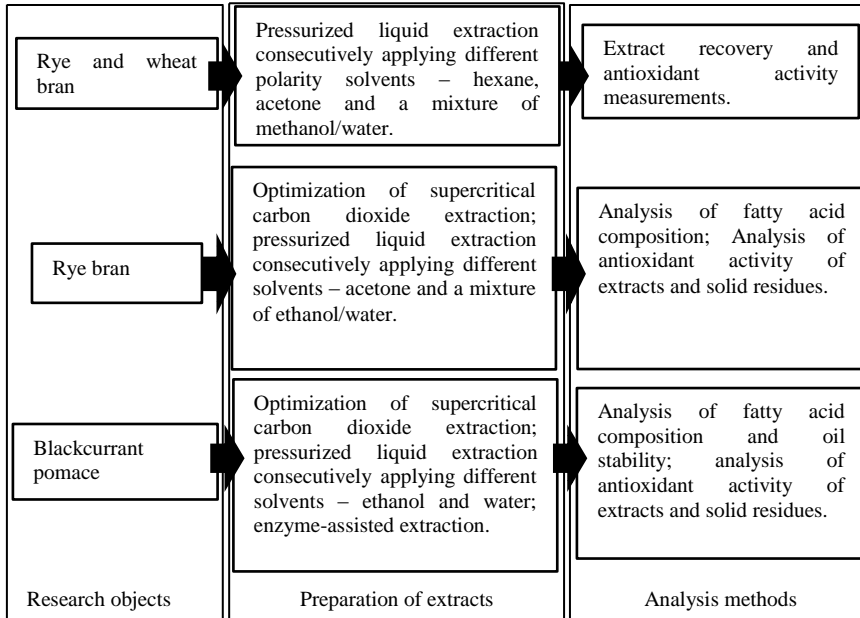 Rye and wheat
bran
Pressurized liquid extraction
consecutively applying different
polarity solvents – hexane,
acetone and a mixture of
methanol/water.
Extract recovery and
antioxidant activity
measurements.
Rye bran
Optimization of supercritical
carbon dioxide extraction;
pressurized liquid extraction
consecutively applying different
solvents – acetone and a mixture
of ethanol/water.
Analysis of fatty acid
composition; Analysis of
antioxidant activity of
extracts and solid residues.
Blackcurrant
pomace
Optimization of supercritical
carbon dioxide extraction;
pressurized liquid extraction
consecutively applying different
solvents – ethanol and water;
enzyme-assisted extraction.
Analysis of fatty acid
composition and oil
stability; analysis of
antioxidant activity of
extracts and solid residues.
Research objects
Preparation of extracts
Analysis methods